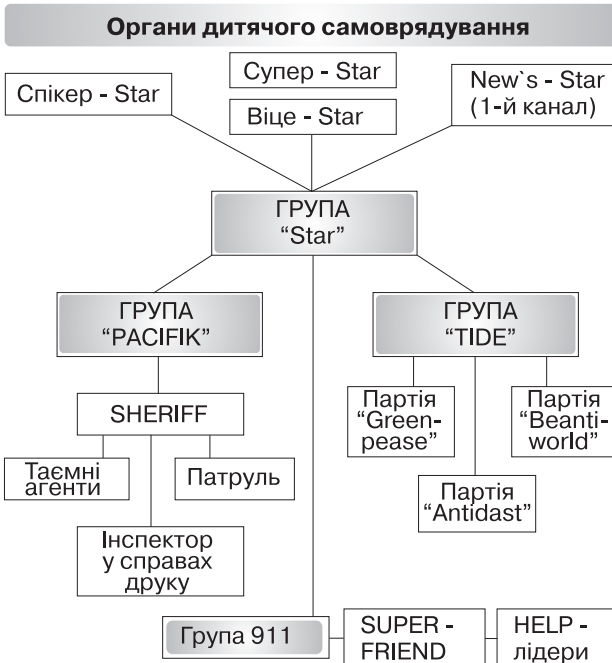 Органи дитячого самоврядування
Спікер - Star
Супер - Star
Віце - Star
New`s - Star
(1-й канал)
ГРУПА
“Star”
ГРУПА
“PACIFIK”
ГРУПА
“TIDE”
SHERIFF
Таємні
агенти
Патруль
Інспектор
у справах
друку
Партія
“Green-
pease”
Партія
“Antidast”
Партія
“Beanti-
world”
Група 911
SUPER -
FRIEND
HELP -
лідери